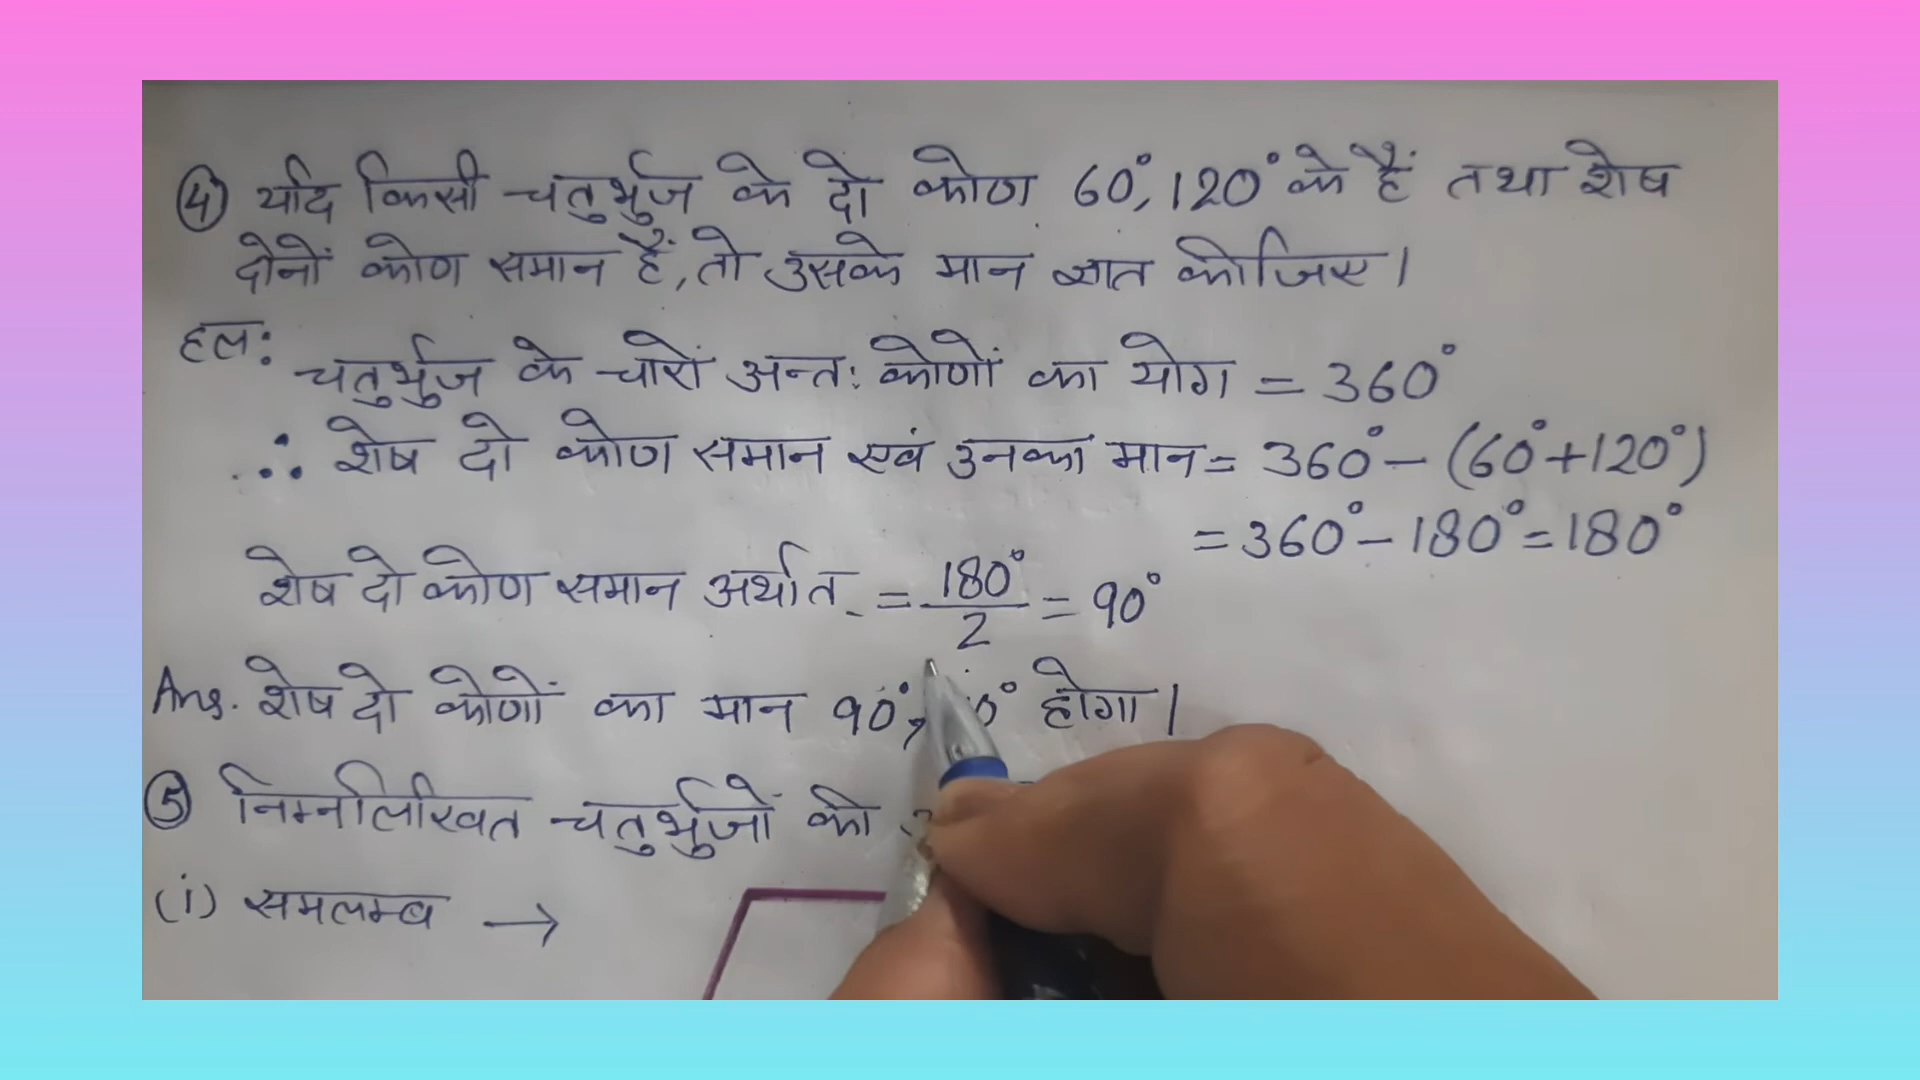 ④ यदि किसी चतुर्भुज के दो कोण 60°, 120° के हैं तथा शेष
दोनों कोण समान हैं, तो उसके मान ज्ञात कीजिए।
हल:
चतुर्भुज के चारों अन्त: कोणों का योग = 360°
∴ शेष दो कोण समान एवं उनका मान = 360° - (60° + 120°)
= 360° - 180° = 180°
शेष दो कोण समान अर्थात = 180°/2 = 90°
Ans. शेष दो कोणों का मान 90°, होगा।
⑤ निम्नलिखित चतुर्भुजों को
(i) समलम्ब →